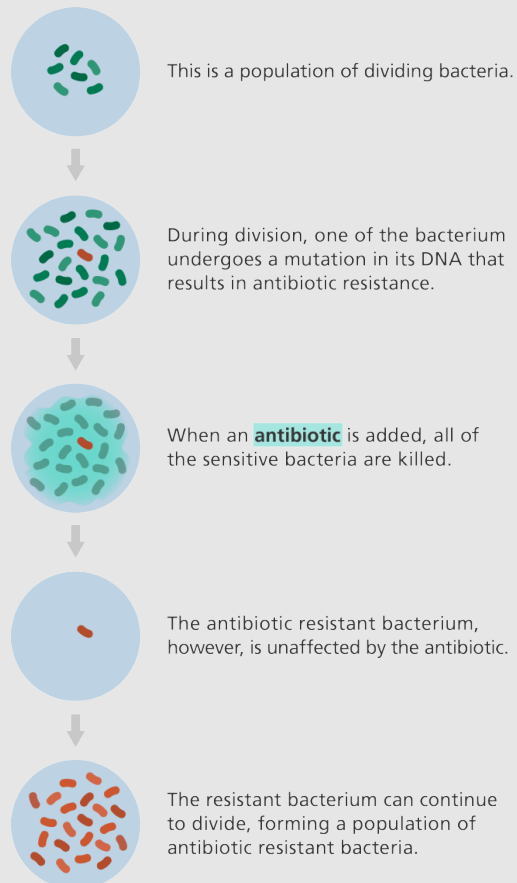 This is a population of dividing bacteria.
During division, one of the bacterium
undergoes a mutation in its DNA that
results in antibiotic resistance.
When an antibiotic is added, all of
the sensitive bacteria are killed.
The antibiotic resistant bacterium,
however, is unaffected by the antibiotic.
The resistant bacterium can continue
to divide, forming a population of
antibiotic resistant bacteria.